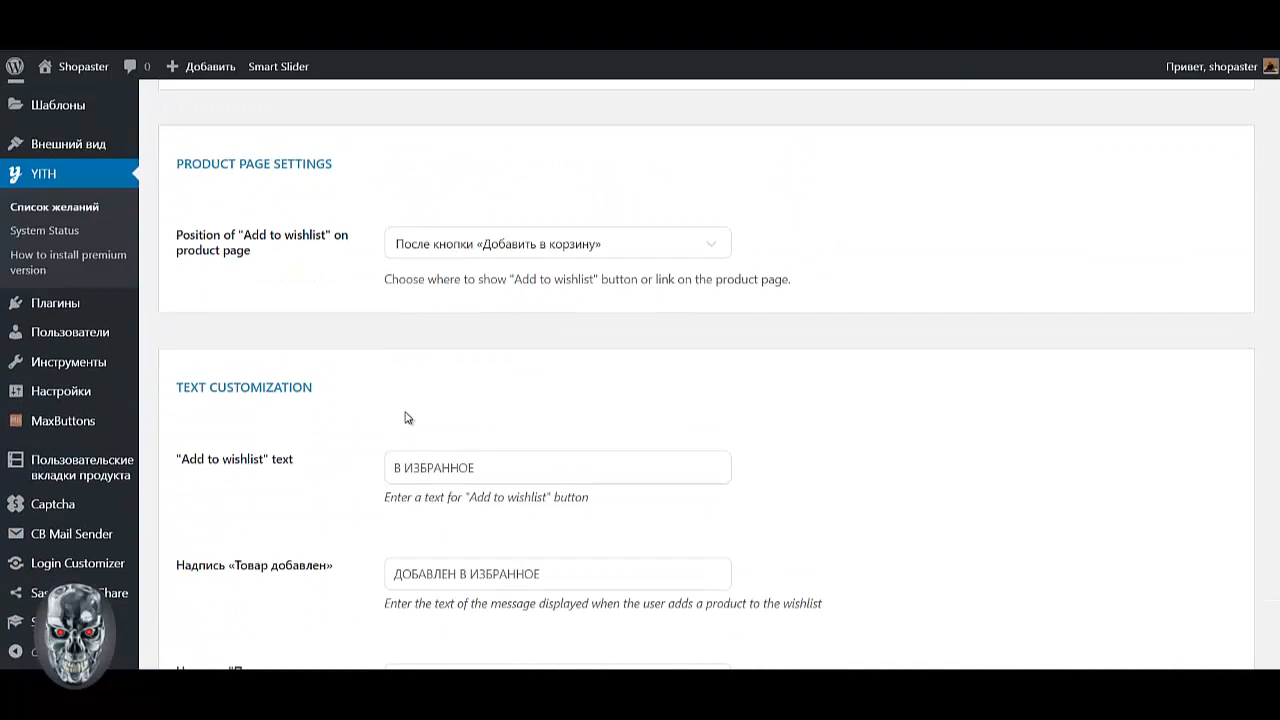 Shopaster
0
Добавить
Smart Slider
Привет, shopaster
Шаблоны
Внешний вид
YITH
Список желаний
System Status
How to install premium
version
Плагины
Пользователи
Инструменты
Настройки
MaxButtons
Пользовательские
вкладки продукта
Captcha
CB Mail Sender
Login Customizer
PRODUCT PAGE SETTINGS
Position of "Add to wishlist" on
product page
После кнопки «Добавить в корзину»
Choose where to show "Add to wishlist" button or link on the product page.
TEXT CUSTOMIZATION
"Add to wishlist" text
В ИЗБРАННОЕ
Enter a text for "Add to wishlist" button
Надпись «Товар добавлен»
ДОБАВЛЕН В ИЗБРАННОЕ
Enter the text of the message displayed when the user adds a product to the wishlist